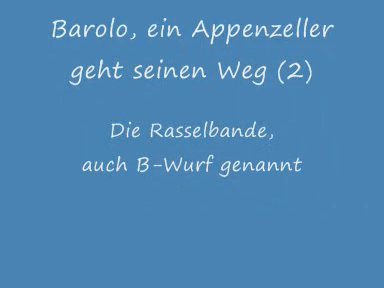 Barolo, ein Appenzeller
geht seinen Weg (2)
Die Rasselbande,
auch B-Wurf genannt